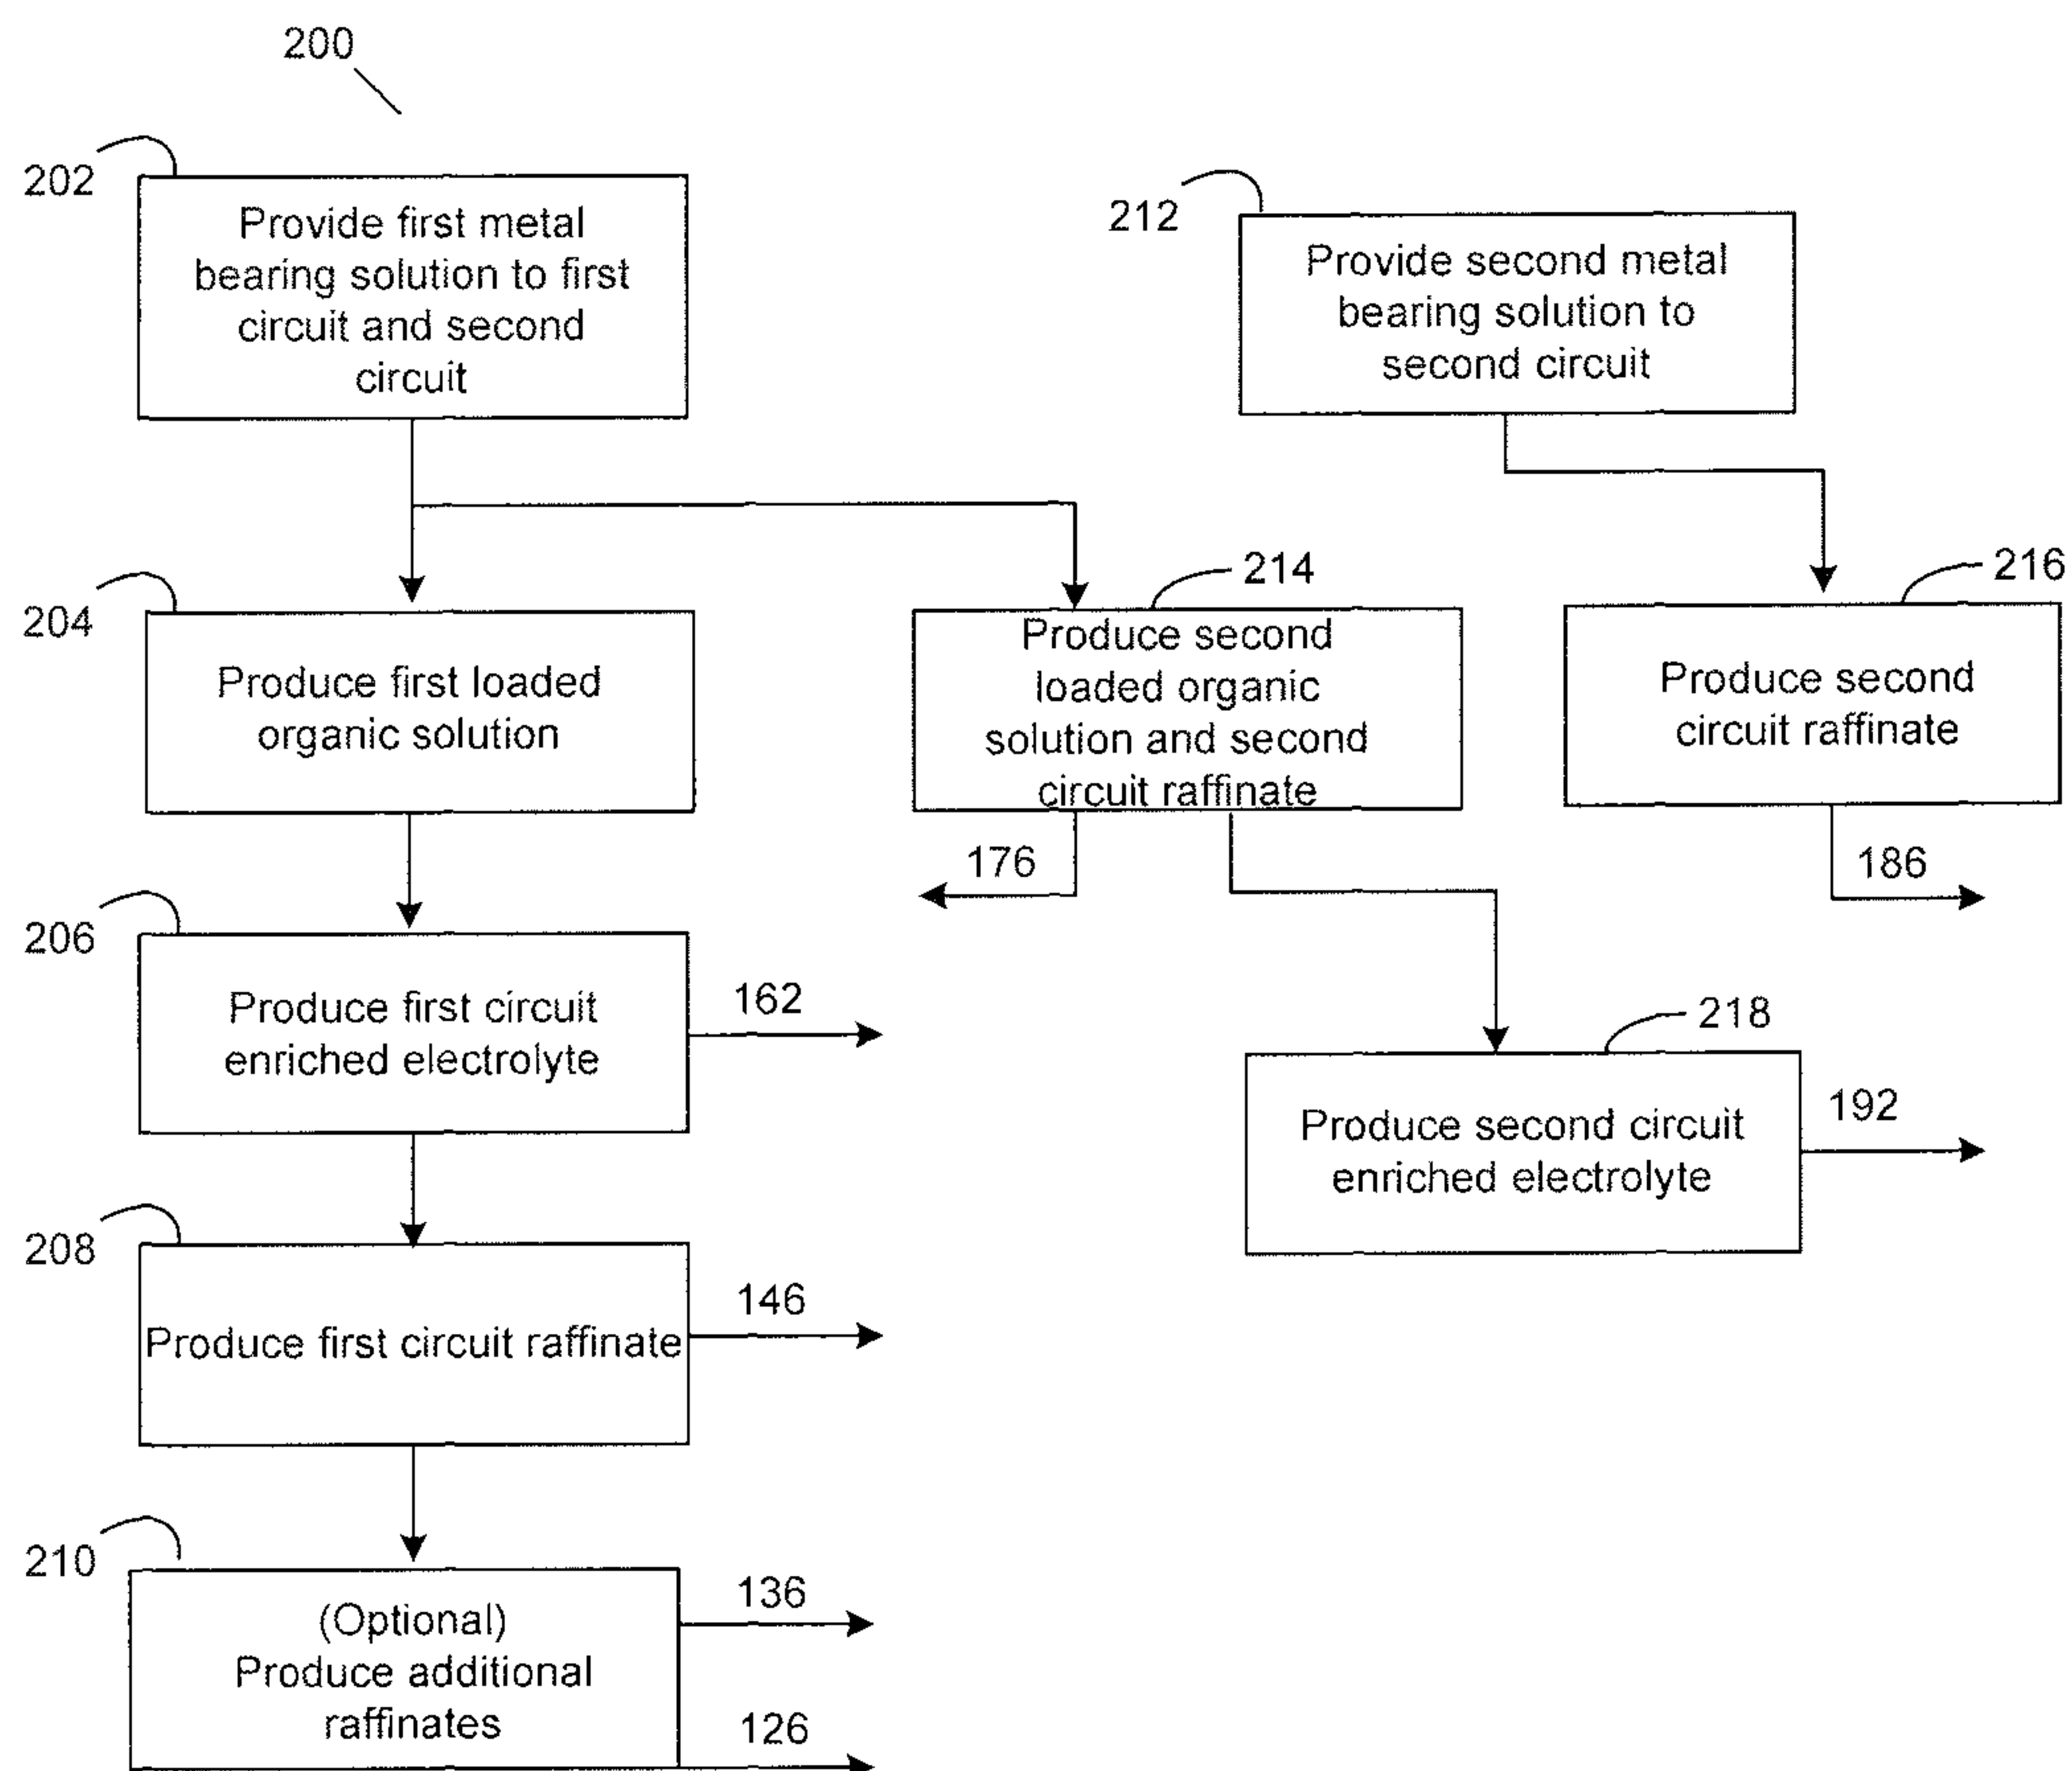 200
202
Provide first metal
bearing solution to first
circuit and second
circuit
212
Provide second metal
bearing solution to
second circuit
204
Produce first loaded
organic solution
214
Produce second
loaded organic
solution and second
circuit raffinate
216
Produce second
circuit raffinate
176
186
206
Produce first circuit
enriched electrolyte
162
218
Produce second circuit
enriched electrolyte
192
208
Produce first circuit raffinate
146
210
(Optional)
Produce additional
raffinates
136
126